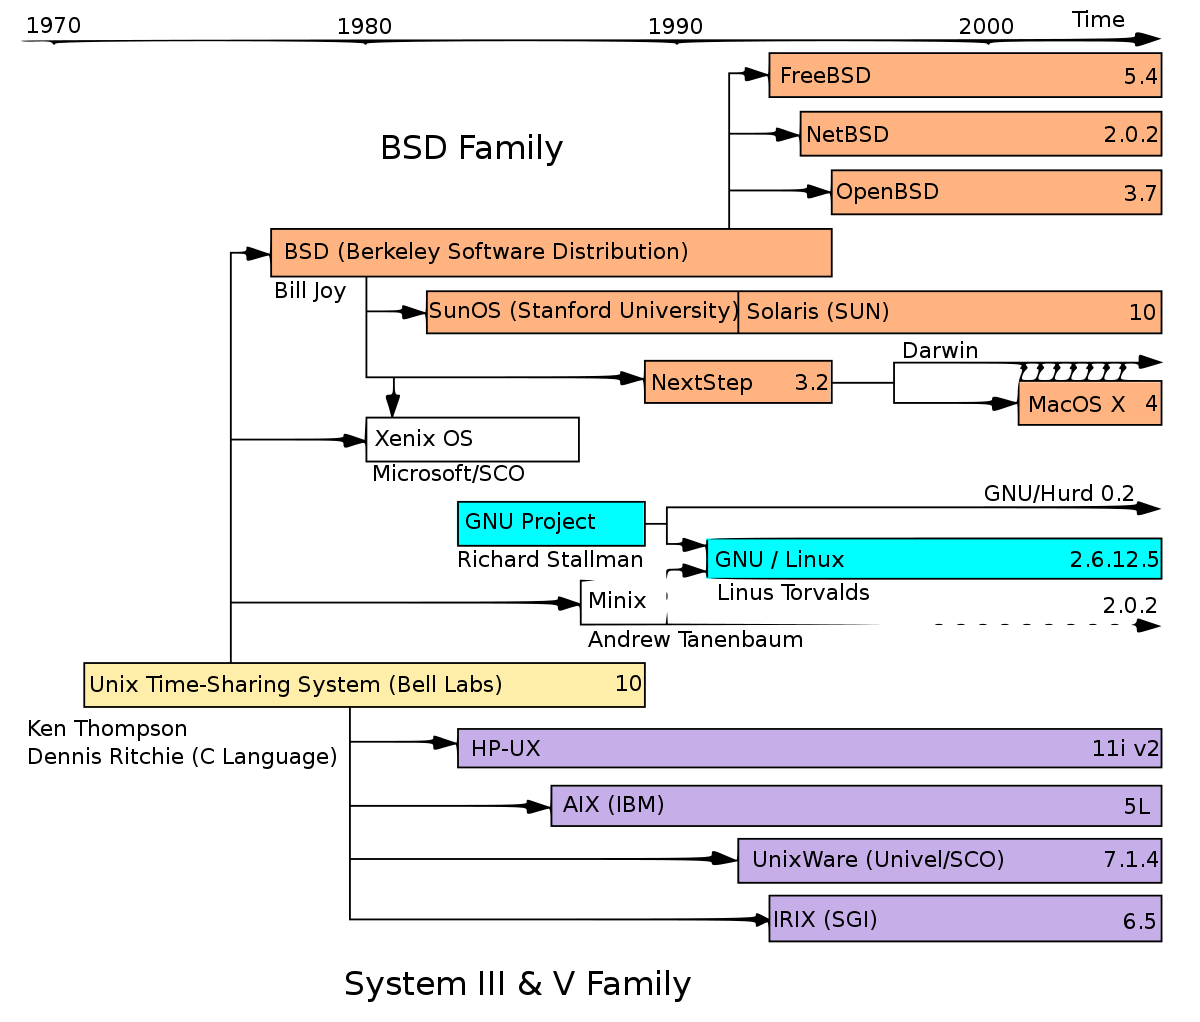 1970 1980 1990 2000 Time
FreeBSD 5.4
BSD Family
NetBSD 2.0.2
OpenBSD 3.7
BSD (Berkeley Software Distribution)
Bill Joy
SunOS (Stanford University) Solaris (SUN) 10
Darwin
NextStep 3.2
MacOS X 4
Xenix OS
Microsoft/SCO
GNU/Hurd 0.2
GNU Project
Richard Stallman
GNU / Linux 2.6.12.5
Linus Torvalds
Minix 2.0.2
Andrew Tanenbaum
Unix Time-Sharing System (Bell Labs) 10
Ken Thompson
Dennis Ritchie (C Language)
HP-UX 11i v2
AIX (IBM) 5L
UnixWare (Univel/SCO) 7.1.4
IRIX (SGI) 6.5
System III & V Family